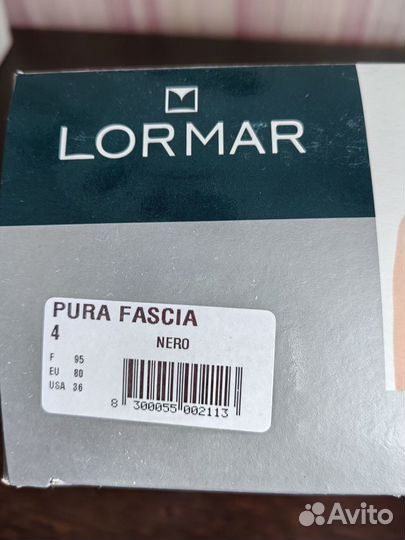 LORMAR
PURA FASCIA
4 NERO
F 95
EU 80
USA 36
8 300055 002113
Avito